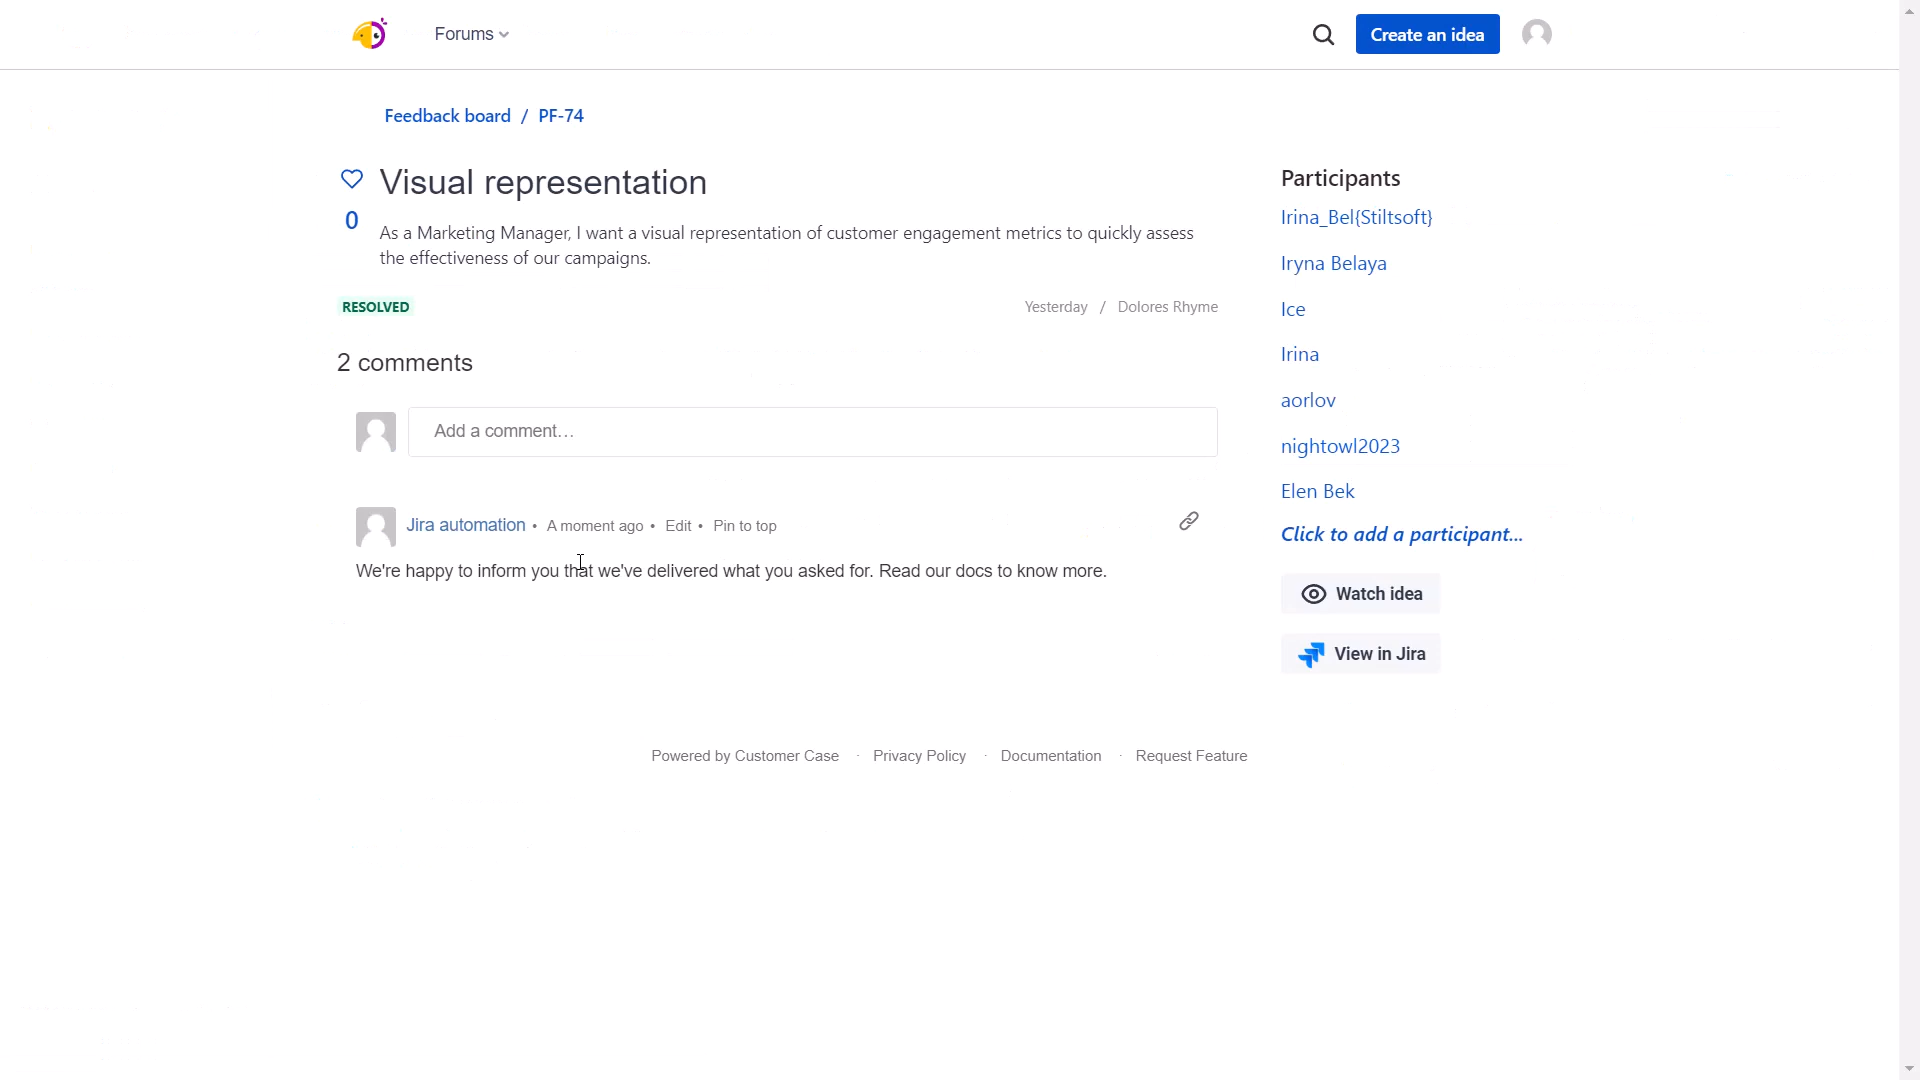 Forums
Create an idea
Feedback board / PF-74
Visual representation
0
As a Marketing Manager, I want a visual representation of customer engagement metrics to quickly assess
the effectiveness of our campaigns.
RESOLVED
Yesterday / Dolores Rhyme
2 comments
Add a comment…
Jira automation • A moment ago • Edit • Pin to top
We're happy to inform you that we've delivered what you asked for. Read our docs to know more.
Participants
Irina_Bel{Stiltsoft}
Iryna Belaya
Ice
Irina
aorlov
nightowl2023
Elen Bek
Click to add a participant...
Watch idea
View in Jira
Powered by Customer Case · Privacy Policy · Documentation · Request Feature